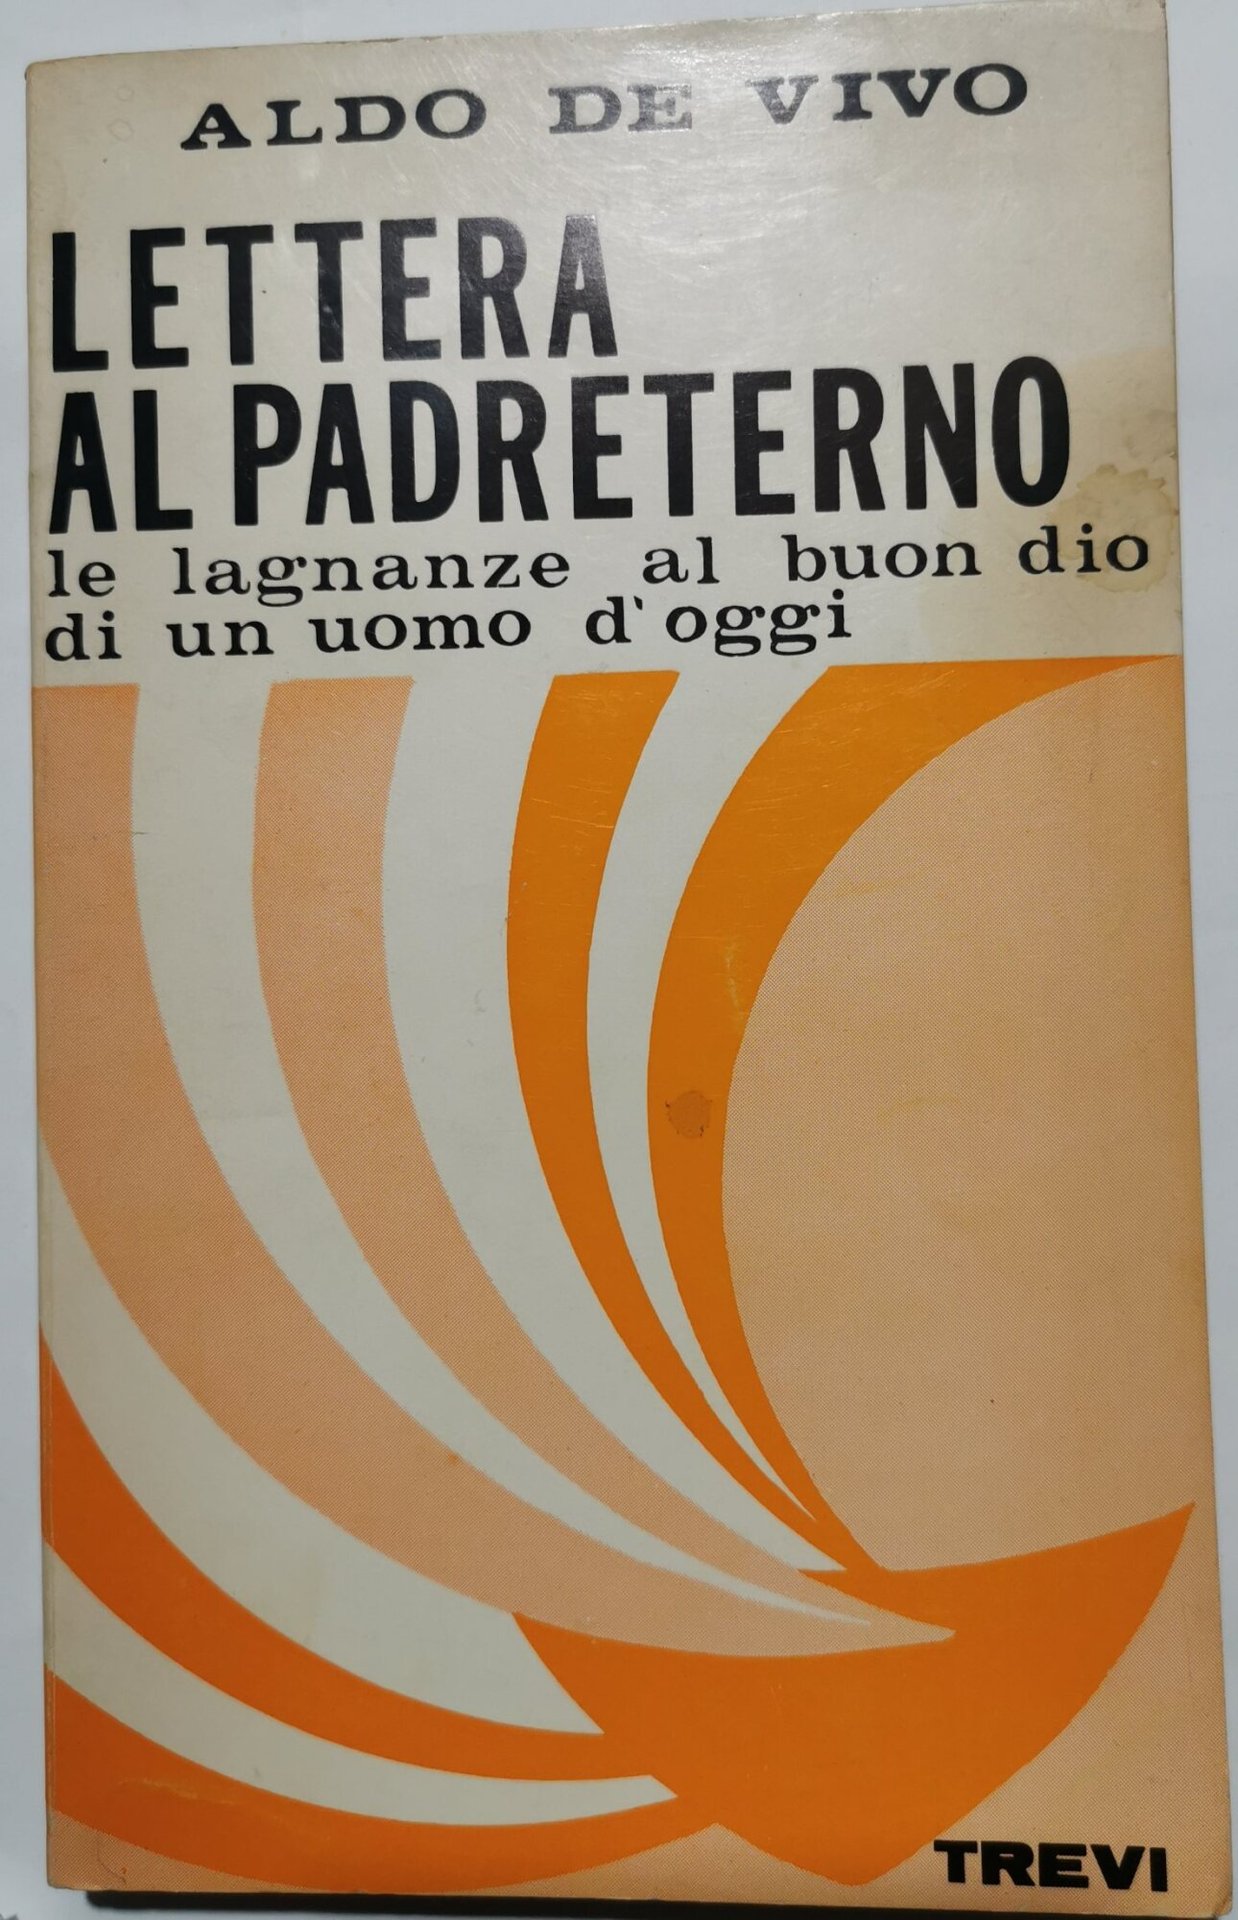 ALDO DE VIVO
LETTERA
AL PADRETERNO
le lagnanze al buon dio
di un uomo d'oggi
TREVI